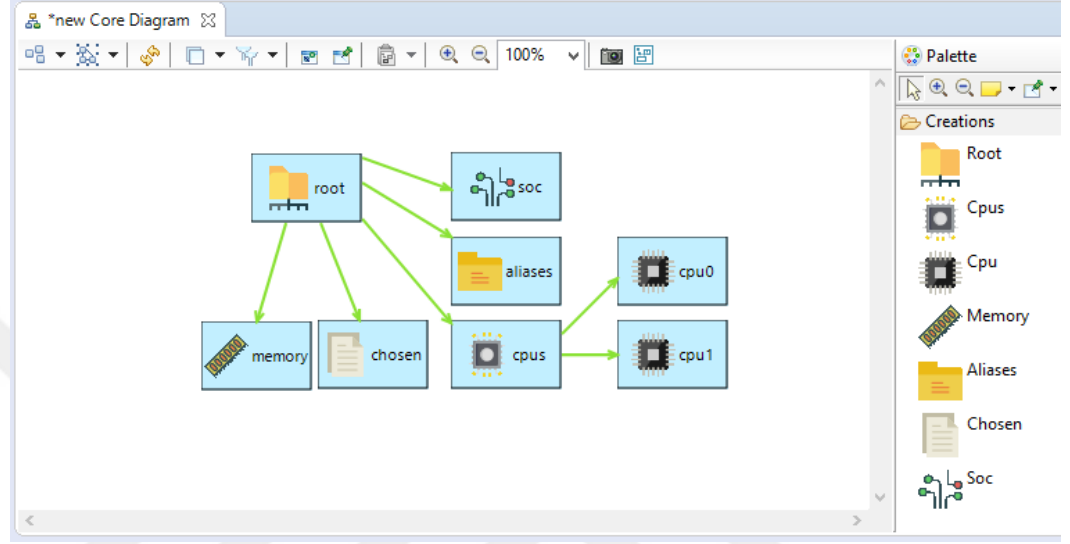 *new Core Diagram
100%
Palette
Creations
Root
Cpus
Cpu
Memory
Aliases
Chosen
Soc
root
soc
aliases
cpu0
memory
chosen
cpus
cpu1